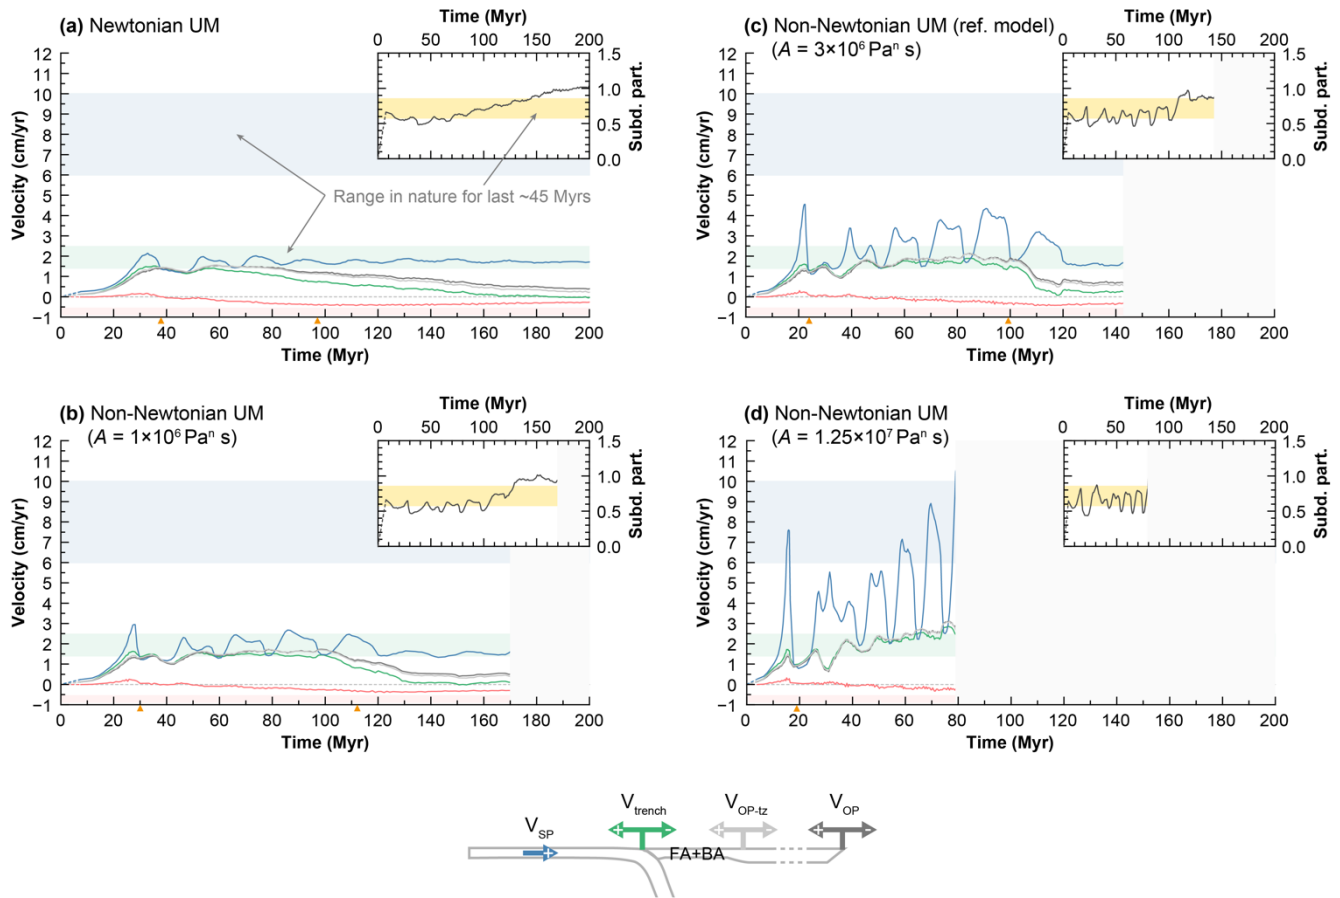 (a) Newtonian UM
Time (Myr)
0 50 100 150 200
1.5
1.0
0.5
0.0
Subd. part.
12
11
10
9
8
7
6
5
4
3
2
1
0
−1
Velocity (cm/yr)
Range in nature for last ~45 Myrs
0 20 40 60 80 100 120 140 160 180 200
Time (Myr)
(c) Non-Newtonian UM (ref. model)
(A = 3×10⁶ Paⁿ s)
Time (Myr)
0 50 100 150 200
1.5
1.0
0.5
0.0
Subd. part.
12
11
10
9
8
7
6
5
4
3
2
1
0
−1
Velocity (cm/yr)
0 20 40 60 80 100 120 140 160 180 200
Time (Myr)
(b) Non-Newtonian UM
(A = 1×10⁶ Paⁿ s)
Time (Myr)
0 50 100 150 200
1.5
1.0
0.5
0.0
Subd. part.
12
11
10
9
8
7
6
5
4
3
2
1
0
−1
Velocity (cm/yr)
0 20 40 60 80 100 120 140 160 180 200
Time (Myr)
(d) Non-Newtonian UM
(A = 1.25×10⁷ Paⁿ s)
Time (Myr)
0 50 100 150 200
1.5
1.0
0.5
0.0
Subd. part.
12
11
10
9
8
7
6
5
4
3
2
1
0
−1
Velocity (cm/yr)
0 20 40 60 80 100 120 140 160 180 200
Time (Myr)
V_SP
V_trench
V_OP-tz
V_OP
+
+ −
+ −
+ −
FA+BA